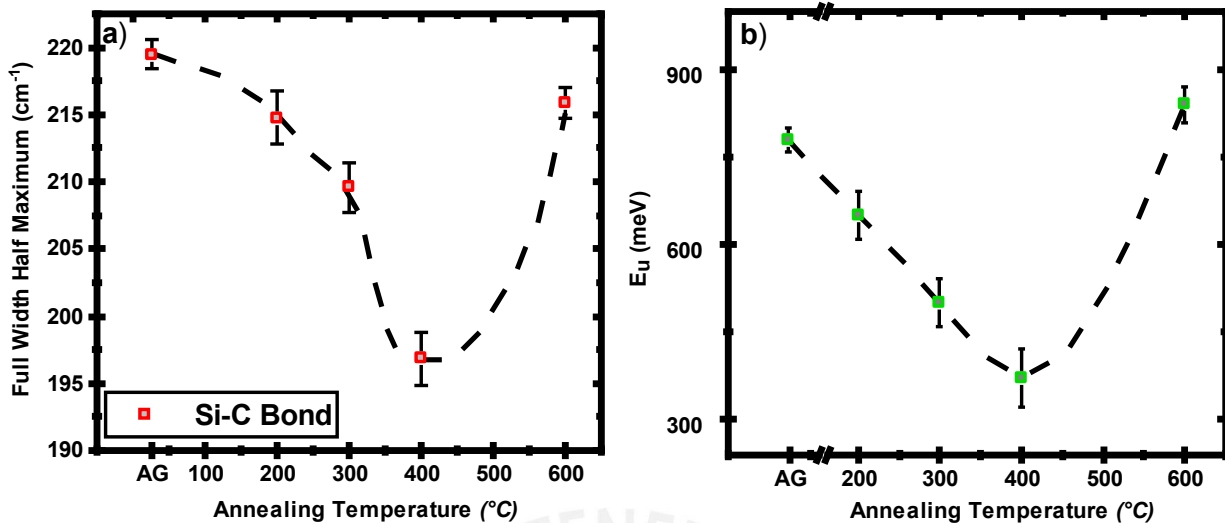 a)
Full Width Half Maximum (cm⁻¹)
220
215
210
205
200
195
190
Si-C Bond
AG 100 200 300 400 500 600
Annealing Temperature (°C)
b)
E_U (meV)
900
600
300
AG 200 300 400 500 600
Annealing Temperature (°C)